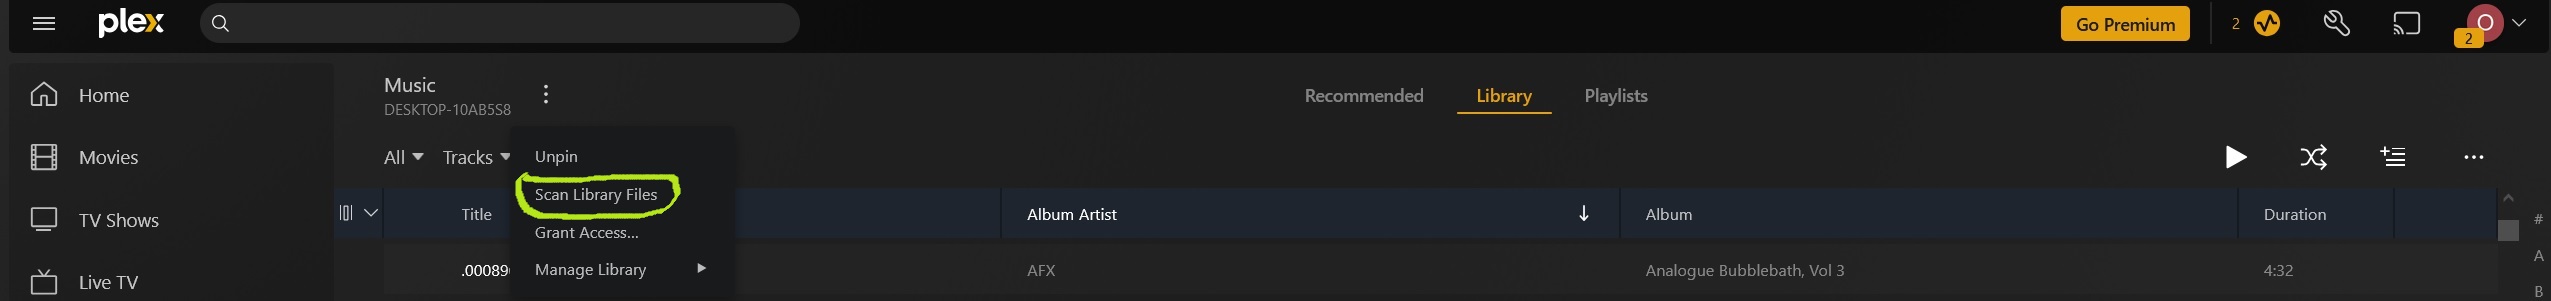 plex
Go Premium
2
O
2
Home
Movies
TV Shows
Live TV
Music
DESKTOP-10AB5S8
Recommended
Library
Playlists
All
Tracks
Unpin
Scan Library Files
Grant Access...
Manage Library
Title
Album Artist
Album
Duration
AFX
Analogue Bubblebath, Vol 3
4:32
#
A
B